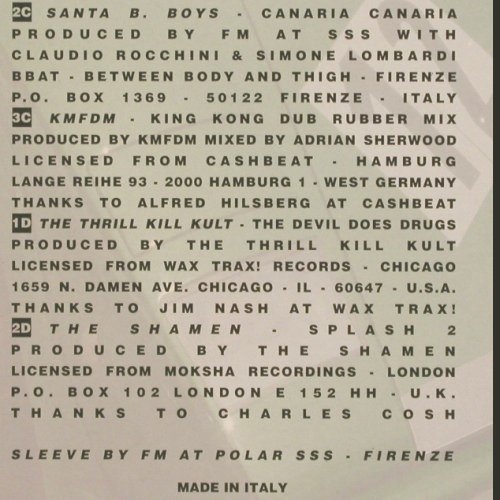 2C SANTA B. BOYS - CANARIA CANARIA
PRODUCED BY FM AT SSS WITH
CLAUDIO ROCCHINI & SIMONE LOMBARDI
BBAT - BETWEEN BODY AND THIGH - FIRENZE
P.O. BOX 1369 - 50122 FIRENZE - ITALY
3C KMFDM - KING KONG DUB RUBBER MIX
PRODUCED BY KMFDM MIXED BY ADRIAN SHERWOOD
LICENSED FROM CASHBEAT - HAMBURG
LANGE REIHE 93 - 2000 HAMBURG 1 - WEST GERMANY
THANKS TO ALFRED HILSBERG AT CASHBEAT
1D THE THRILL KILL KULT - THE DEVIL DOES DRUGS
PRODUCED BY THE THRILL KILL KULT
LICENSED FROM WAX TRAX! RECORDS - CHICAGO
1659 N. DAMEN AVE. CHICAGO - IL - 60647 - U.S.A.
THANKS TO JIM NASH AT WAX TRAX!
2D THE SHAMEN - SPLASH 2
PRODUCED BY THE SHAMEN
LICENSED FROM MOKSHA RECORDINGS - LONDON
P.O. BOX 102 LONDON E 152 HH - U.K.
THANKS TO CHARLES COSH
SLEEVE BY FM AT POLAR SSS - FIRENZE
MADE IN ITALY